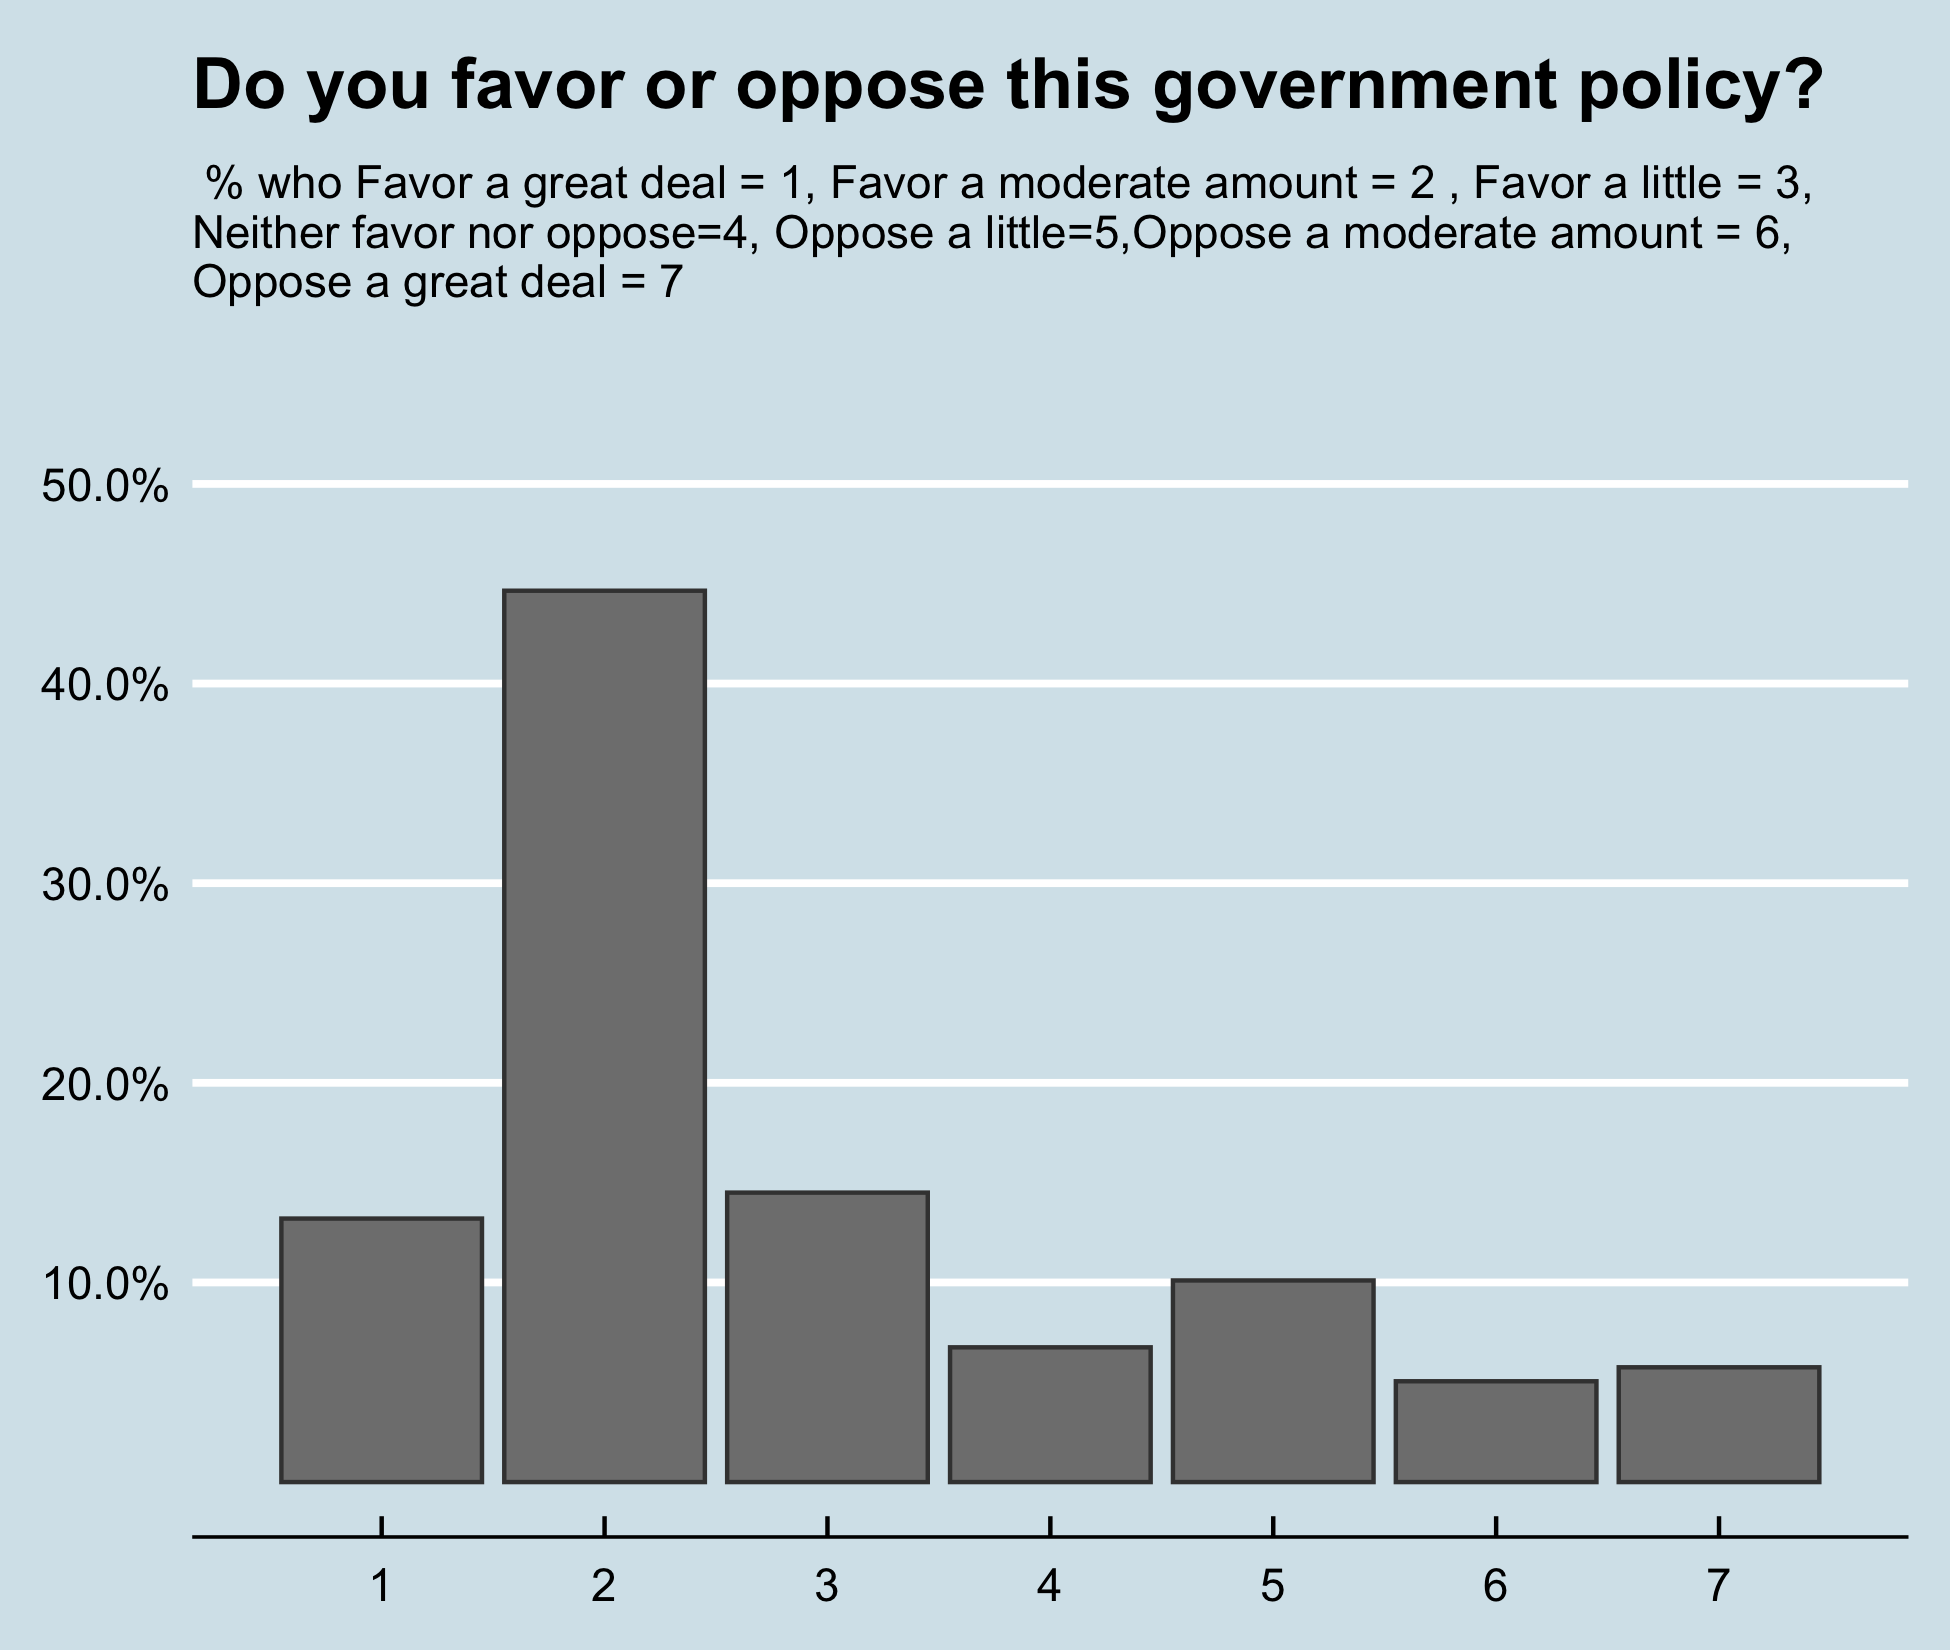 Do you favor or oppose this government policy?
% who Favor a great deal = 1, Favor a moderate amount = 2 , Favor a little = 3,
Neither favor nor oppose=4, Oppose a little=5,Oppose a moderate amount = 6,
Oppose a great deal = 7
50.0%
40.0%
30.0%
20.0%
10.0%
1 2 3 4 5 6 7